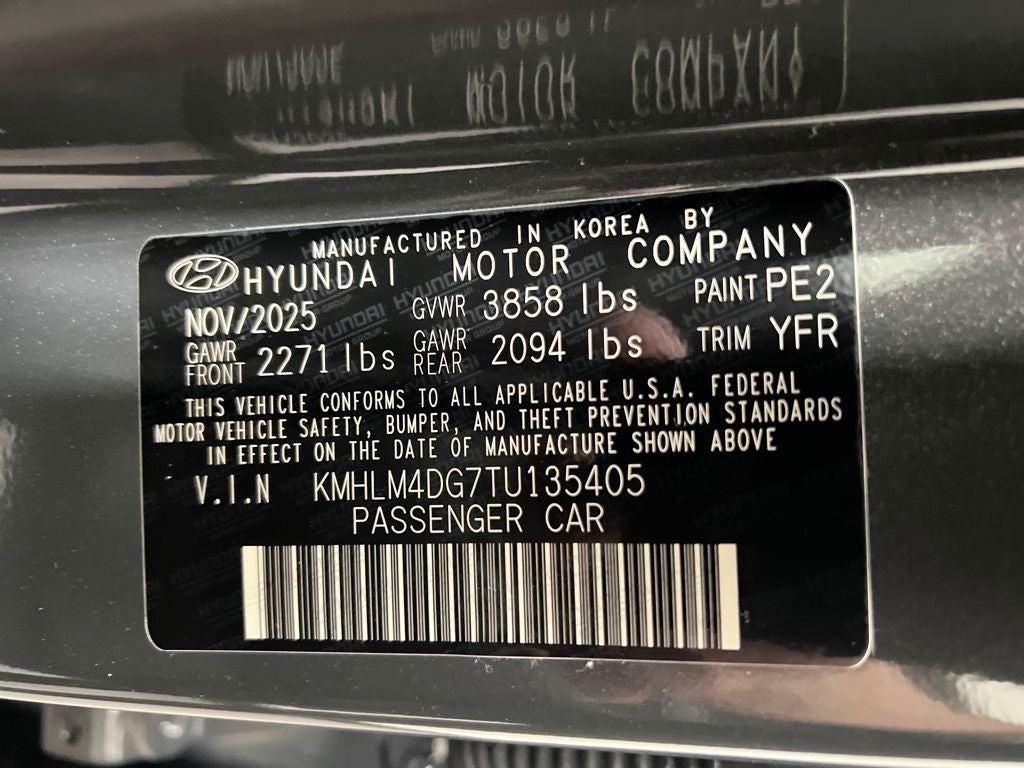 MANUFACTURED IN KOREA BY
HYUNDAI MOTOR COMPANY
NOV/2025 GVWR 3858 lbs PAINT PE2
GAWR FRONT 2271 lbs GAWR REAR 2094 lbs TRIM YFR
THIS VEHICLE CONFORMS TO ALL APPLICABLE U.S.A. FEDERAL
MOTOR VEHICLE SAFETY, BUMPER, AND THEFT PREVENTION STANDARDS
IN EFFECT ON THE DATE OF MANUFACTURE SHOWN ABOVE
V.I.N KMHLM4DG7TU135405
PASSENGER CAR